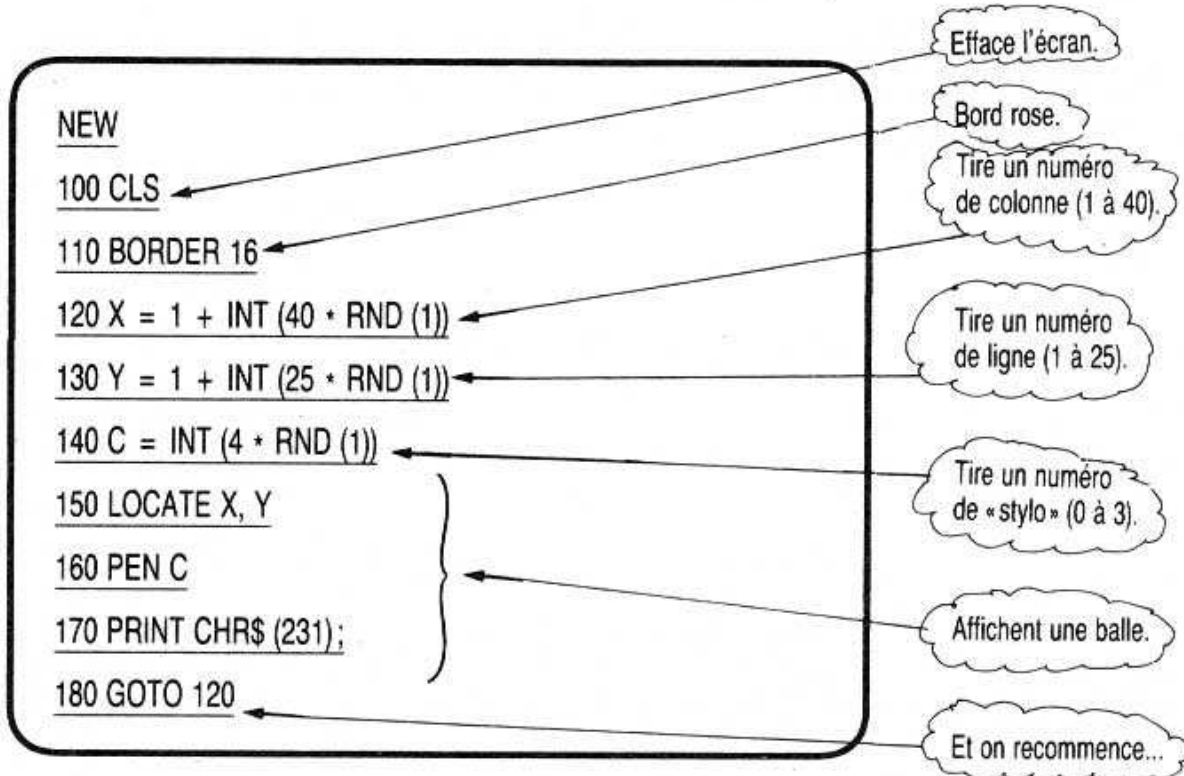 Efface l'écran.
NEW
Bord rose.
100 CLS
Tire un numéro
de colonne (1 à 40).
110 BORDER 16
120 X = 1 + INT (40 * RND (1))
Tire un numéro
de ligne (1 à 25).
130 Y = 1 + INT (25 * RND (1))
140 C = INT (4 * RND (1))
Tire un numéro
de «stylo» (0 à 3).
150 LOCATE X, Y
160 PEN C
170 PRINT CHR$ (231);
Affichent une balle.
180 GOTO 120
Et on recommence...